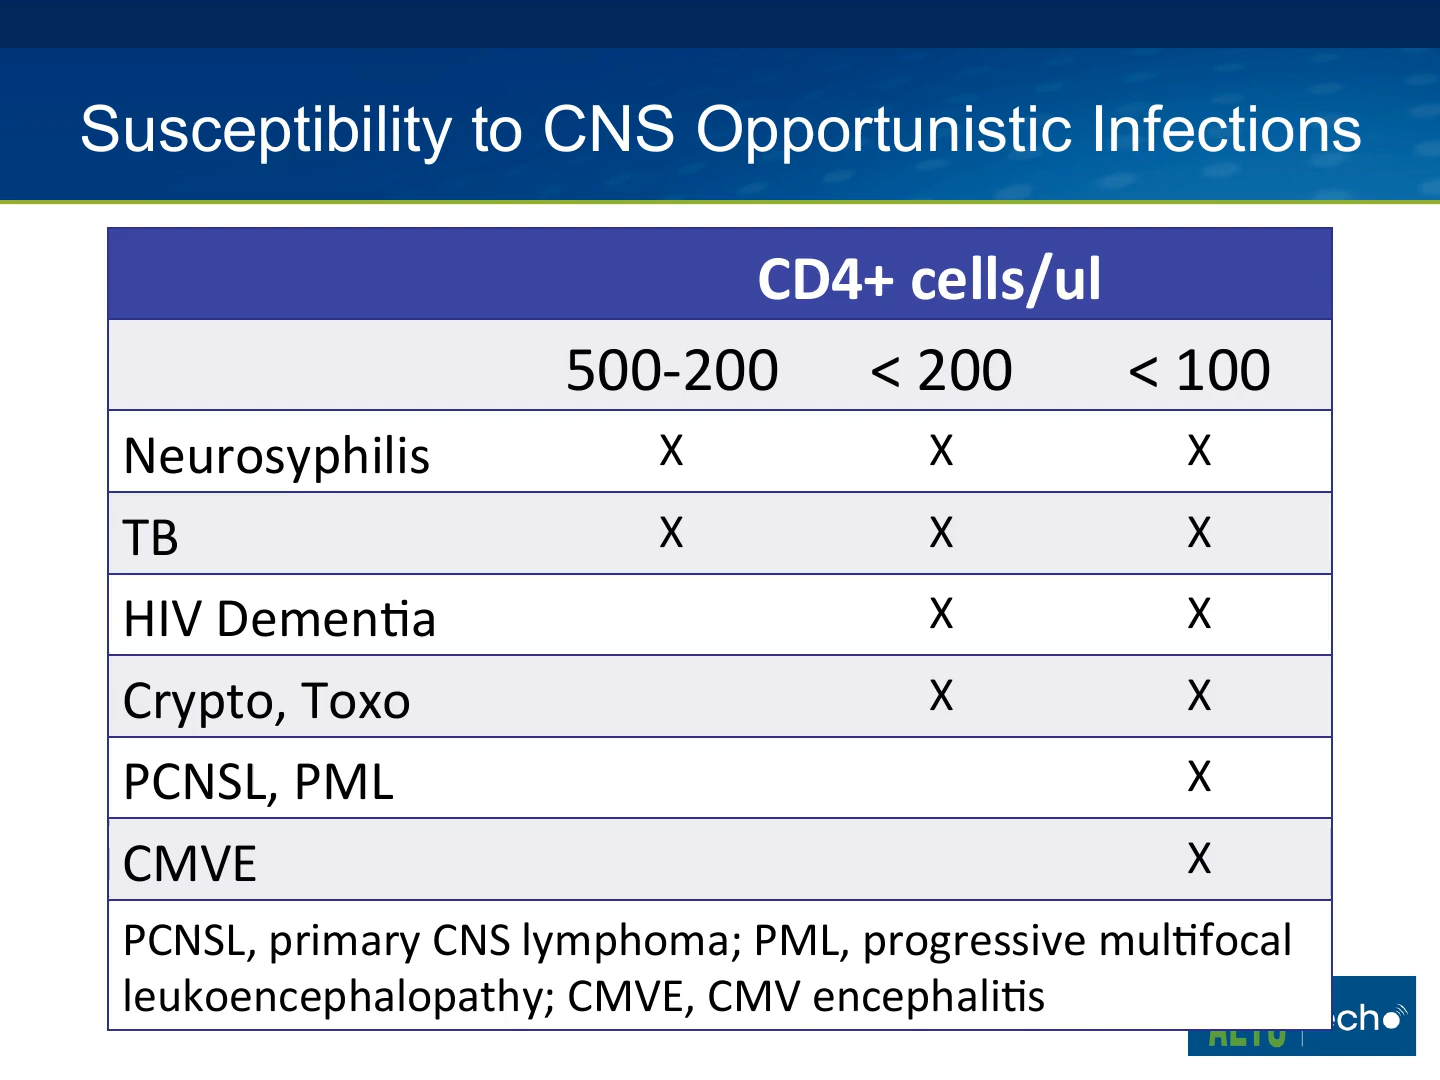 Susceptibility to CNS Opportunistic Infections
CD4+ cells/ul
500-200 < 200 < 100
Neurosyphilis X X X
TB X X X
HIV Dementia X X
Crypto, Toxo X X
PCNSL, PML X
CMVE X
PCNSL, primary CNS lymphoma; PML, progressive multifocal
leukoencephalopathy; CMVE, CMV encephalitis